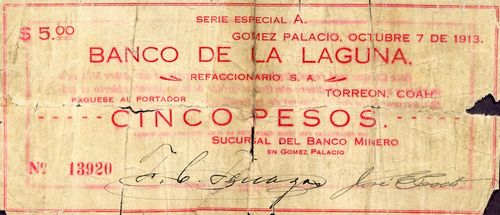 SERIE ESPECIAL A.
$ 5.00
GOMEZ PALACIO, OCTUBRE 7 DE 1913.
BANCO DE LA LAGUNA,
REFACCIONARIO, S. A.
TORREON, COAH.
PAGUESE AL PORTADOR
CINCO PESOS.
SUCURSAL DEL BANCO MINERO
EN GOMEZ PALACIO
Nº 13920